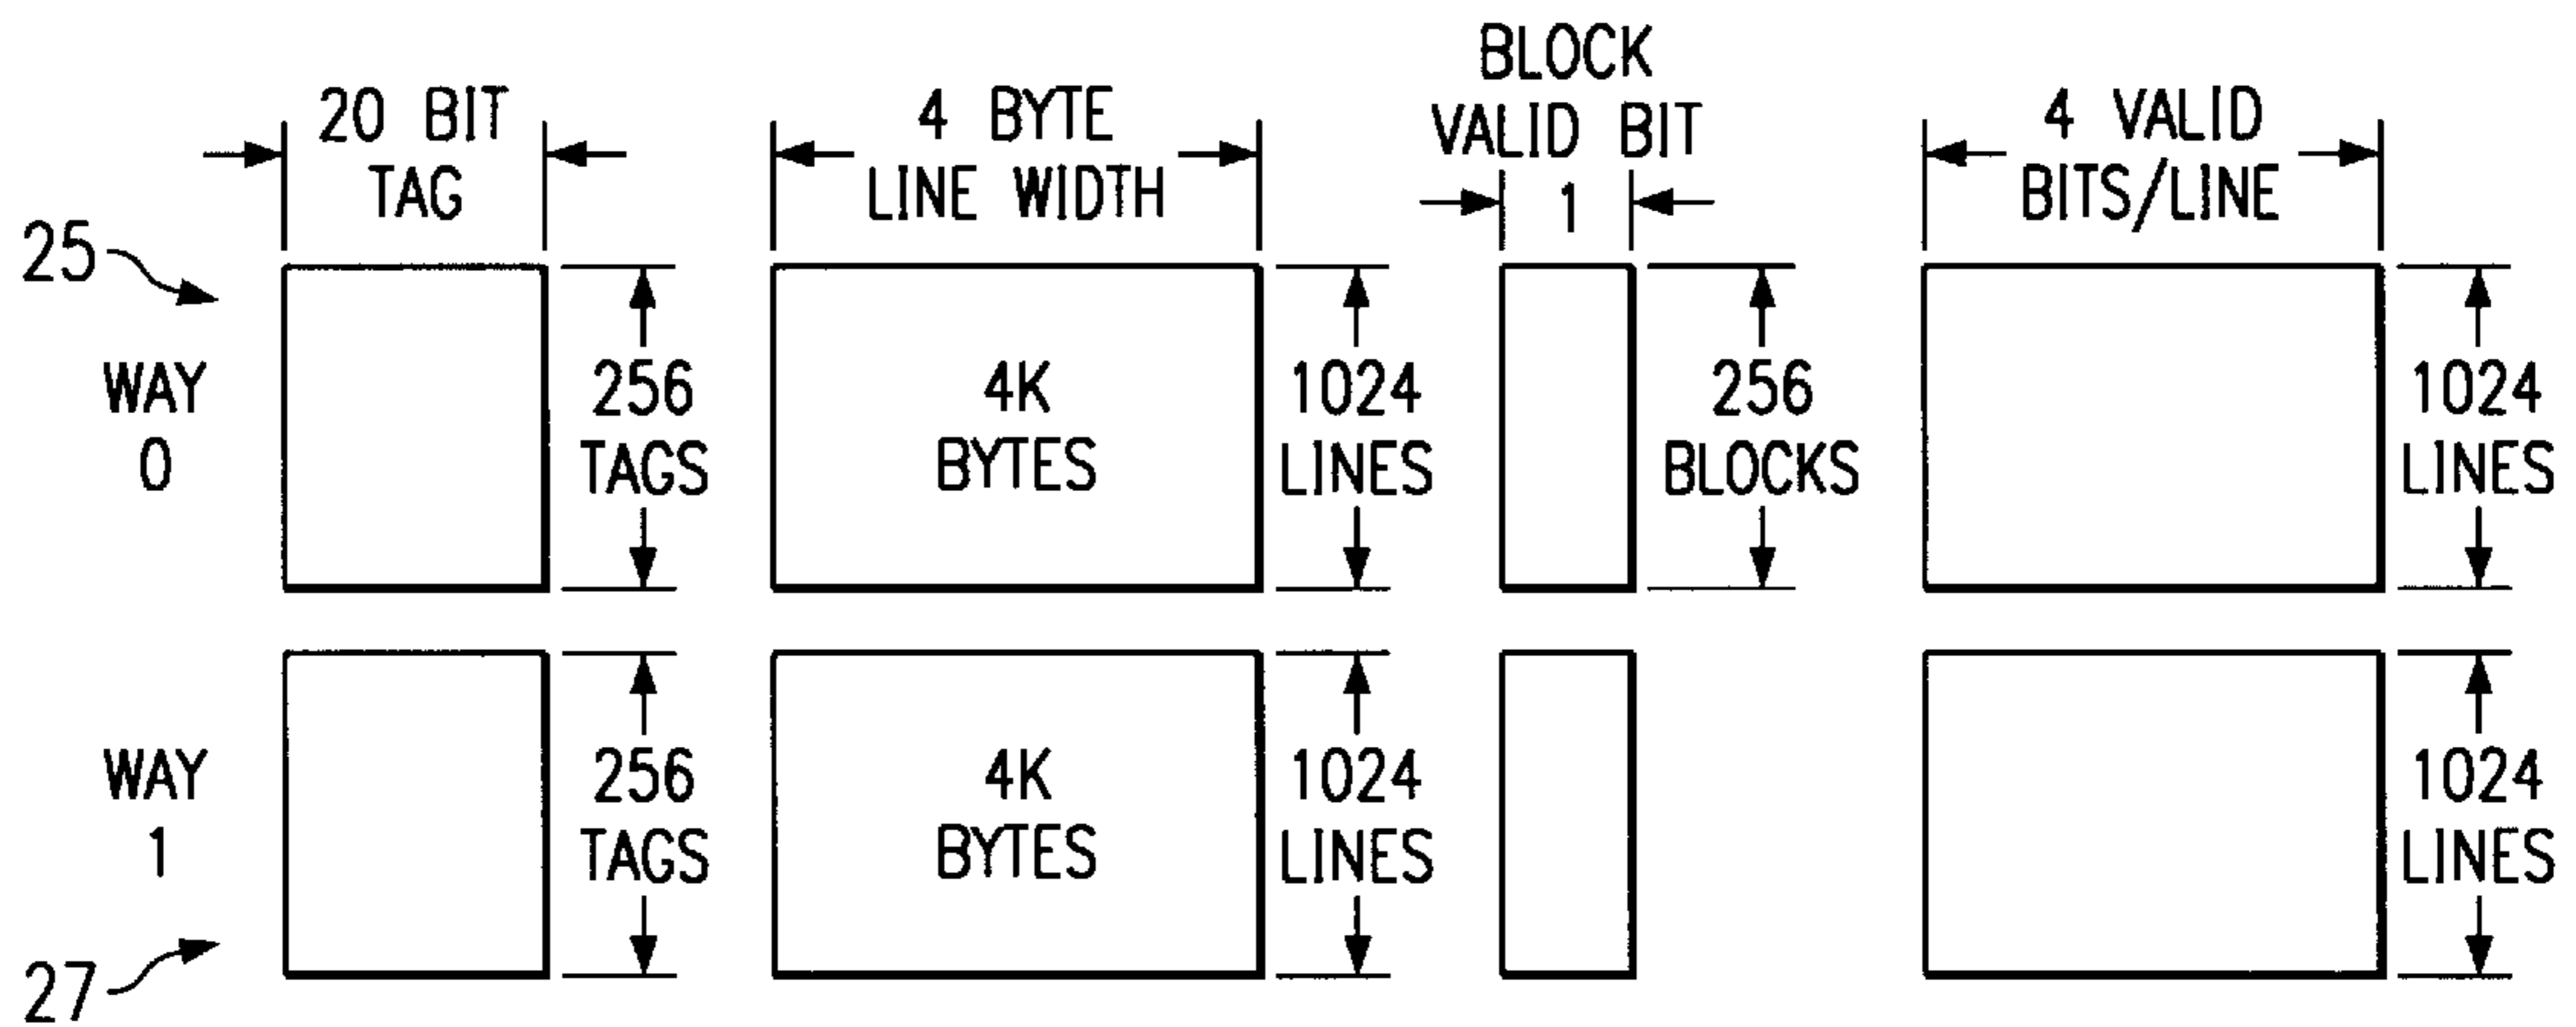 20 BIT
TAG
4 BYTE
LINE WIDTH
BLOCK
VALID BIT
1
4 VALID
BITS/LINE
25
WAY
0
256
TAGS
4K
BYTES
1024
LINES
256
BLOCKS
1024
LINES
WAY
1
27
256
TAGS
4K
BYTES
1024
LINES
1024
LINES